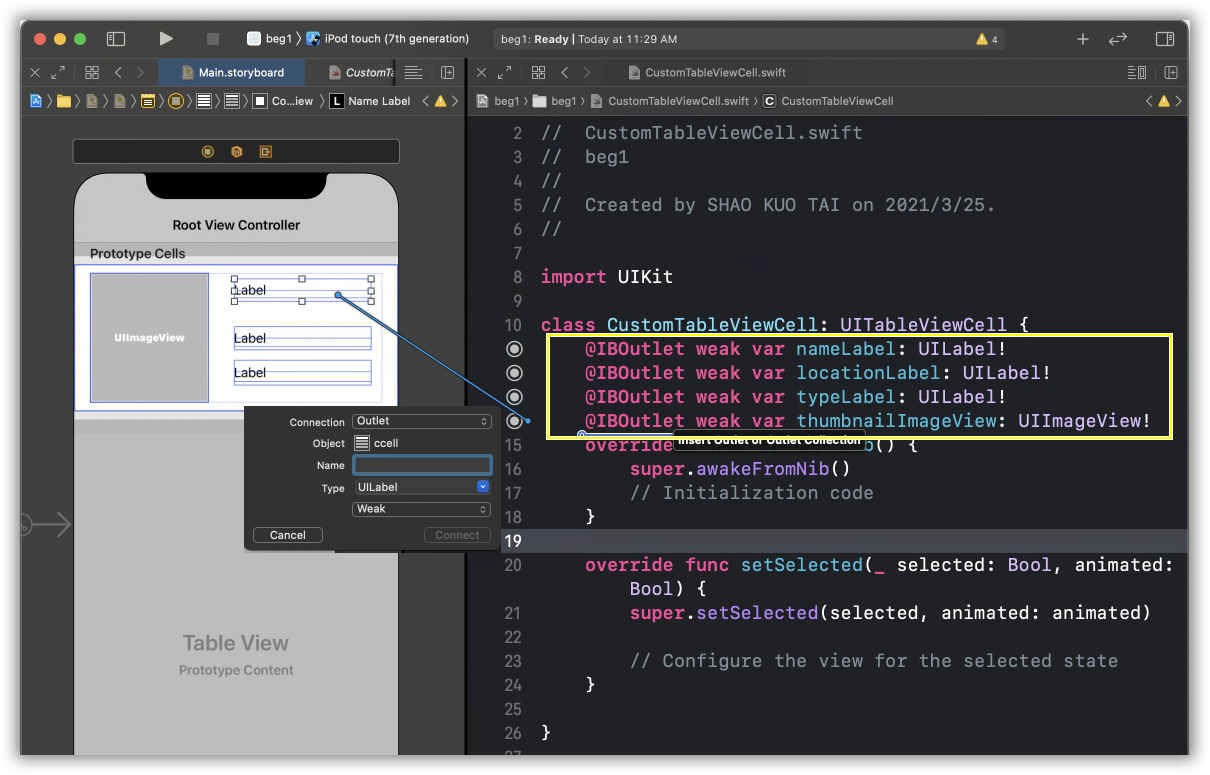 beg1 〉 iPod touch (7th generation)
beg1: Ready | Today at 11:29 AM
4
Main.storyboard
CustomTa
CustomTableViewCell.swift
Co...iew 〉 L Name Label
beg1 〉 beg1 〉 CustomTableViewCell.swift 〉 C CustomTableViewCell
Root View Controller
Prototype Cells
UIImageView
Label
Label
Label
Connection Outlet
Object ccell
Name
Type UILabel
Weak
Cancel
Connect
Table View
Prototype Content
2 //  CustomTableViewCell.swift
3 //  beg1
4 //
5 //  Created by SHAO KUO TAI on 2021/3/25.
6 //
7
8 import UIKit
9
10 class CustomTableViewCell: UITableViewCell {
@IBOutlet weak var nameLabel: UILabel!
@IBOutlet weak var locationLabel: UILabel!
@IBOutlet weak var typeLabel: UILabel!
@IBOutlet weak var thumbnailImageView: UIImageView!
Insert Outlet or Outlet Collection
15 override b() {
16 super.awakeFromNib()
17 // Initialization code
18 }
19
20 override func setSelected(_ selected: Bool, animated:
Bool) {
21 super.setSelected(selected, animated: animated)
22
23 // Configure the view for the selected state
24 }
25
26 }
27